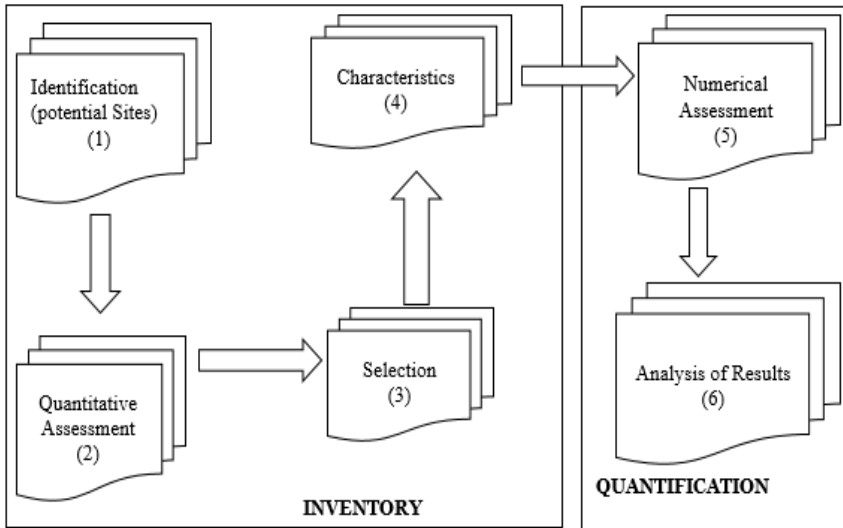 Identification
(potential Sites)
(1)
Quantitative
Assessment
(2)
Selection
(3)
Characteristics
(4)
INVENTORY
Numerical
Assessment
(5)
Analysis of Results
(6)
QUANTIFICATION